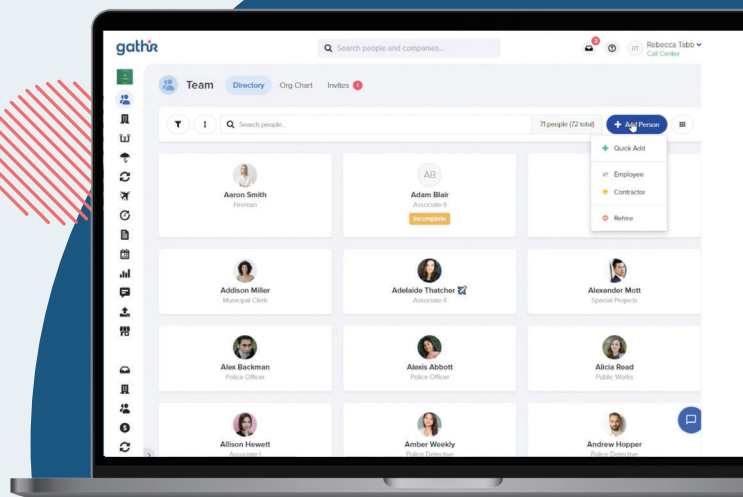 gathir
Search people and companies...
2
RT
Rebecca Tabb
Call Center
Team
Directory
Org Chart
Invites 1
Search people...
71 people (72 total)
+ Add Person
Quick Add
Employee
Contractor
Rehire
Aaron Smith
Fireman
AB
Adam Blair
Associate II
Incomplete
Addison Miller
Municipal Clerk
Adelaide Thatcher
Associate II
Alexander Mott
Special Projects
Alex Backman
Police Officer
Alexis Abbott
Police Officer
Alicia Read
Public Works
Allison Hewett
Associate I
Amber Weekly
Police Detective
Andrew Hopper
Police Detective